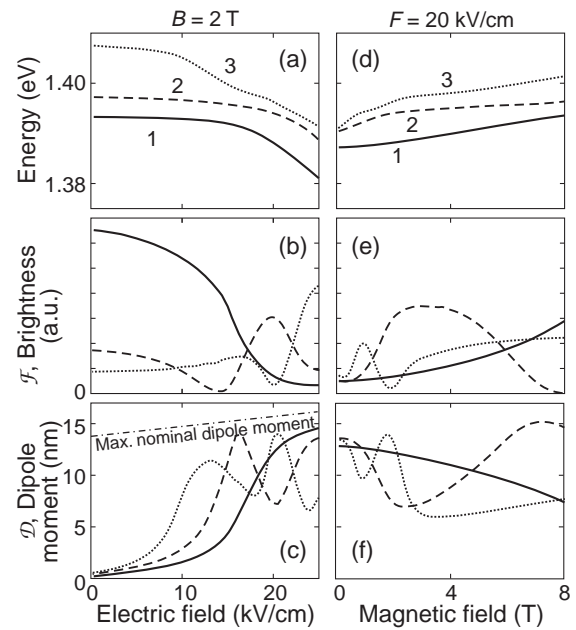 B = 2 T
F = 20 kV/cm
Energy (eV)
1.40
1.38
(a)
3
2
1
(d)
3
2
1
ℱ, Brightness
(a.u.)
0
(b)
(e)
𝒟, Dipole
moment (nm)
15
10
5
0
Max. nominal dipole moment
(c)
(f)
0
10
20
0
4
8
Electric field (kV/cm)
Magnetic field (T)